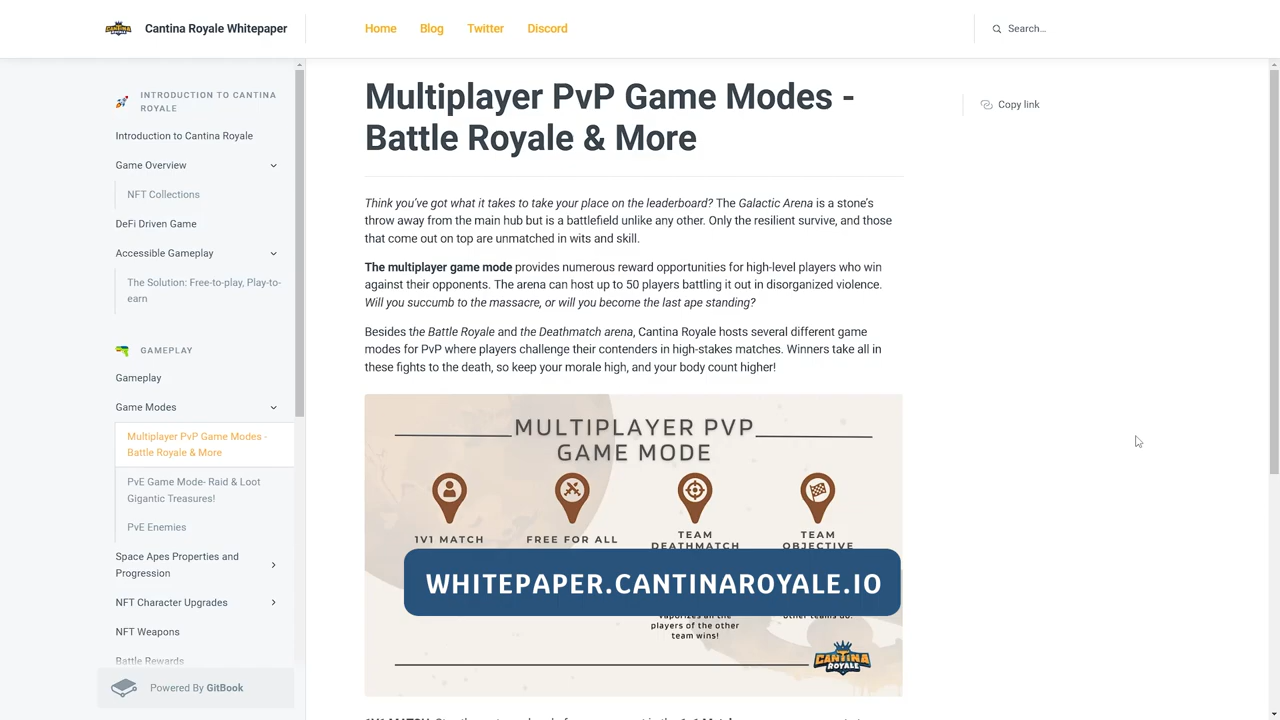 Cantina Royale Whitepaper
Home
Blog
Twitter
Discord
Search...
INTRODUCTION TO CANTINA
ROYALE
Introduction to Cantina Royale
Game Overview
NFT Collections
DeFi Driven Game
Accessible Gameplay
The Solution: Free-to-play, Play-to-
earn
GAMEPLAY
Gameplay
Game Modes
Multiplayer PvP Game Modes -
Battle Royale & More
PvE Game Mode- Raid & Loot
Gigantic Treasures!
PvE Enemies
Space Apes Properties and
Progression
NFT Character Upgrades
NFT Weapons
Battle Rewards
Powered By GitBook
Multiplayer PvP Game Modes -
Battle Royale & More
Copy link
Think you've got what it takes to take your place on the leaderboard? The Galactic Arena is a stone's
throw away from the main hub but is a battlefield unlike any other. Only the resilient survive, and those
that come out on top are unmatched in wits and skill.
The multiplayer game mode provides numerous reward opportunities for high-level players who win
against their opponents. The arena can host up to 50 players battling it out in disorganized violence.
Will you succumb to the massacre, or will you become the last ape standing?
Besides the Battle Royale and the Deathmatch arena, Cantina Royale hosts several different game
modes for PvP where players challenge their contenders in high-stakes matches. Winners take all in
these fights to the death, so keep your morale high, and your body count higher!
MULTIPLAYER PVP
GAME MODE
1V1 MATCH
FREE FOR ALL
TEAM
DEATHMATCH
TEAM
OBJECTIVE
WHITEPAPER.CANTINAROYALE.IO
players of the other
team wins!
CANTINA
ROYALE